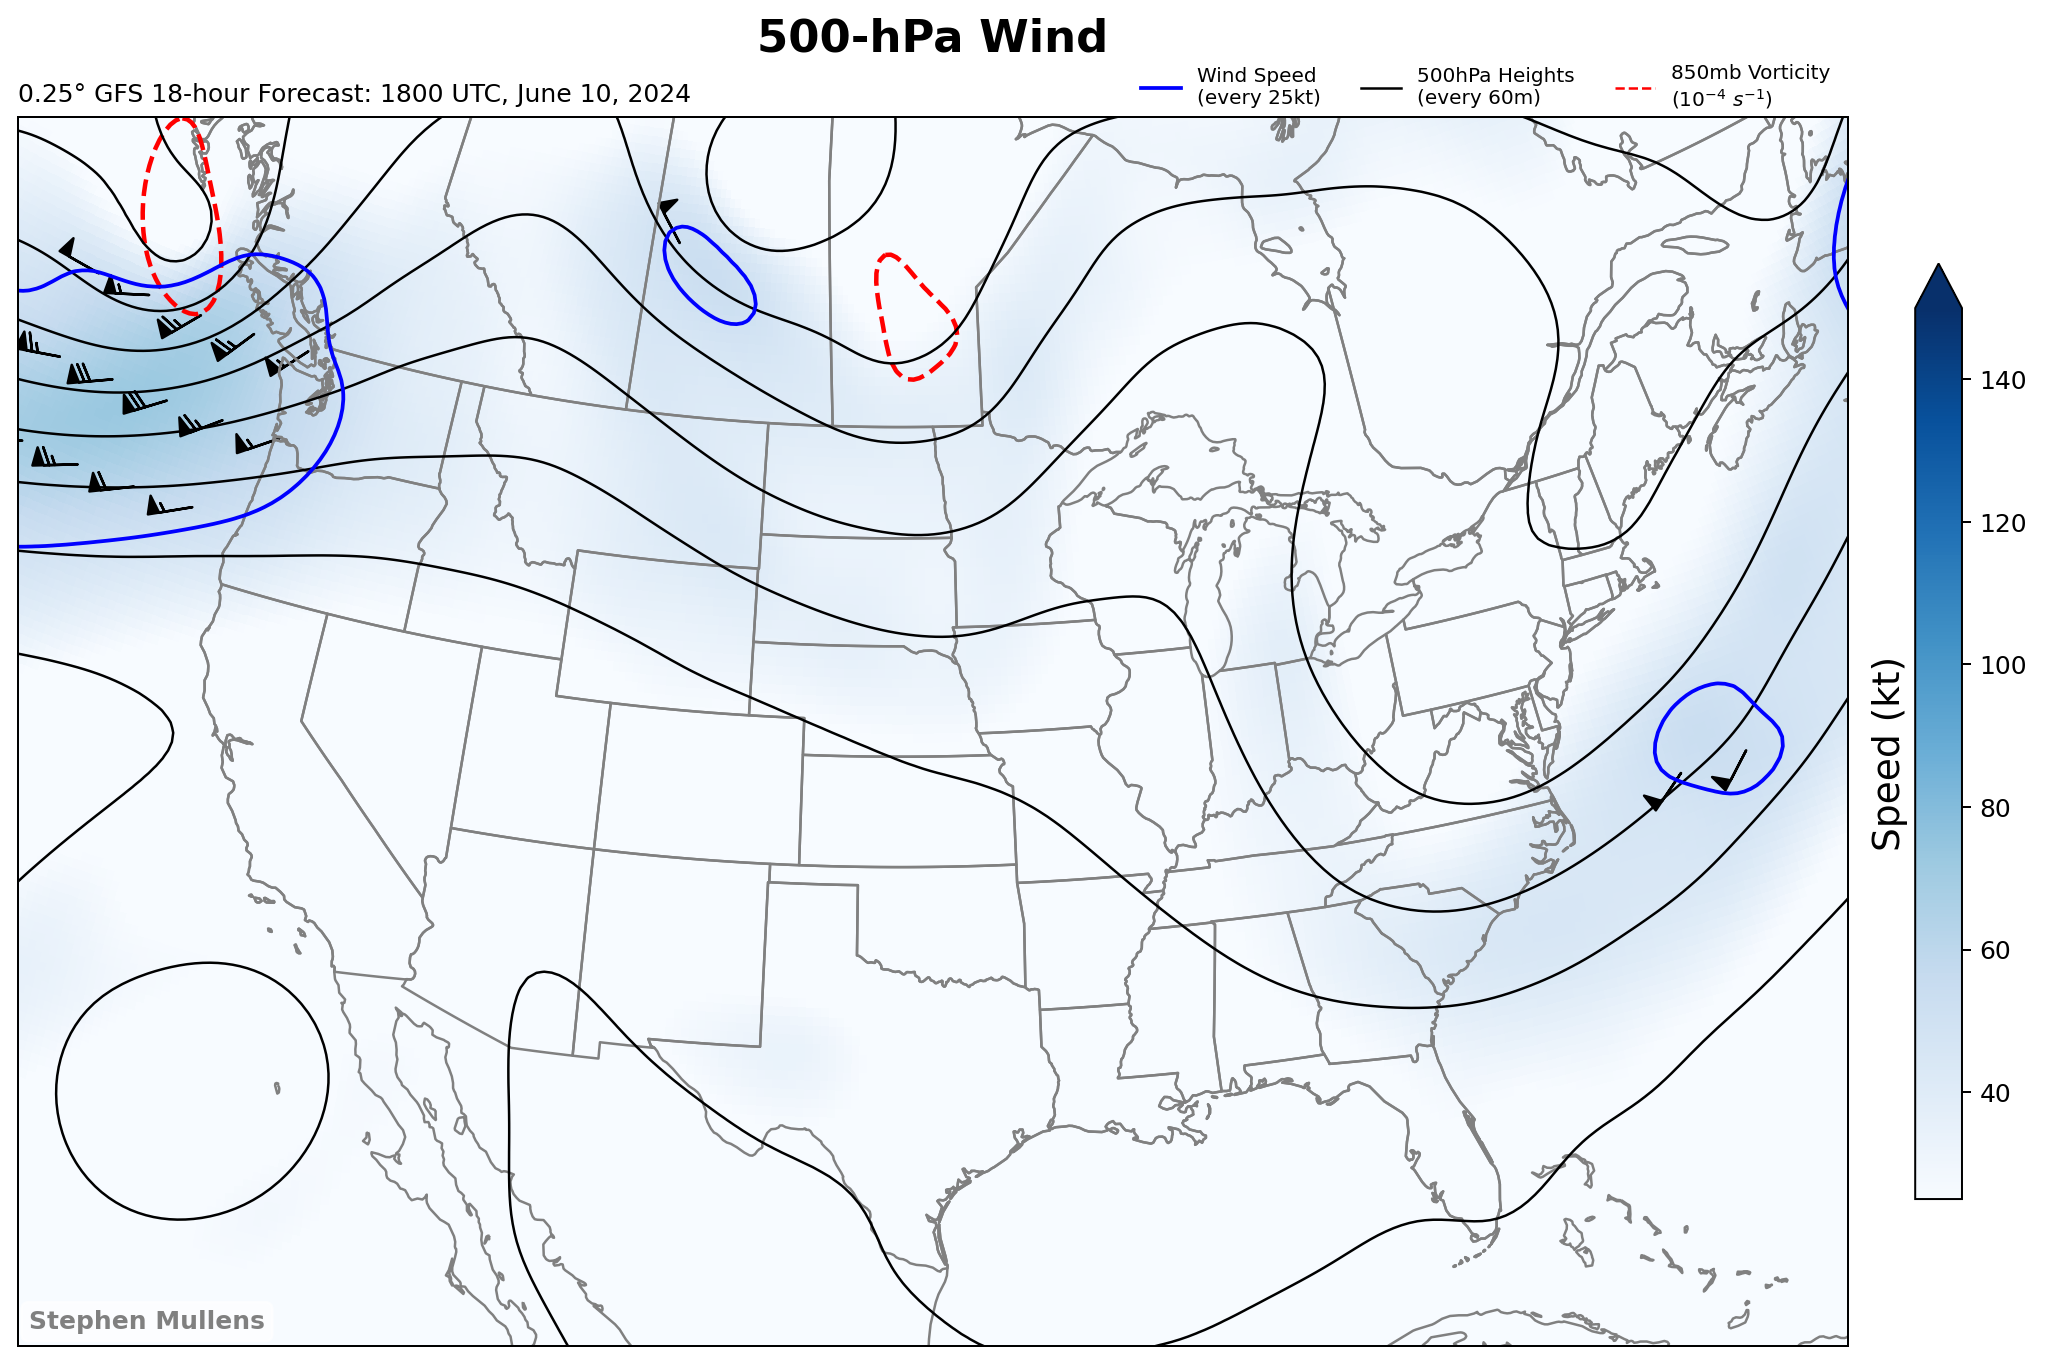 500-hPa Wind
0.25° GFS 18-hour Forecast: 1800 UTC, June 10, 2024
Wind Speed
(every 25kt)
500hPa Heights
(every 60m)
850mb Vorticity
(10⁻⁴ s⁻¹)
140
120
100
80
60
40
Speed (kt)
Stephen Mullens